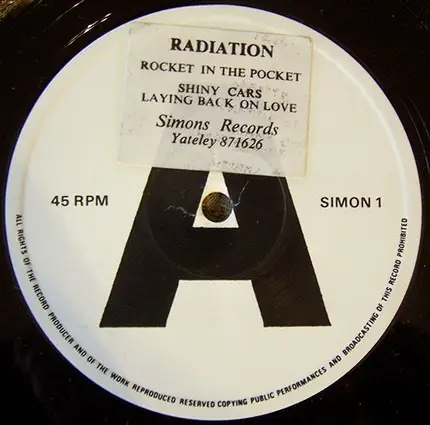 RADIATION
ROCKET IN THE POCKET
SHINY CARS
LAYING BACK ON LOVE
Simons Records
Yateley 871626
45 RPM
SIMON 1
A
ALL RIGHTS OF THE RECORD PRODUCER AND OF THE WORK REPRODUCED RESERVED COPYING PUBLIC PERFORMANCES AND BROADCASTING OF THIS RECORD PROHIBITED